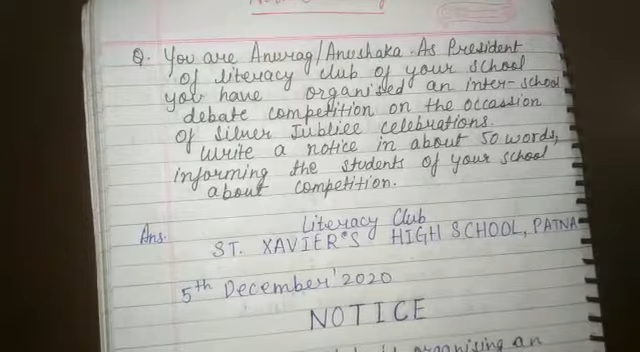 Q. You are Anurag/Anushaka. As President
of literacy club of your school
you have organised an inter-school
debate competition on the occassion
of Silver Jubliee celebrations.
Write a notice in about 50 words,
informing the students of your school
about competition.
Ans. Literacy Club
ST. XAVIER'S HIGH SCHOOL, PATNA
5th December' 2020
NOTICE
organising an